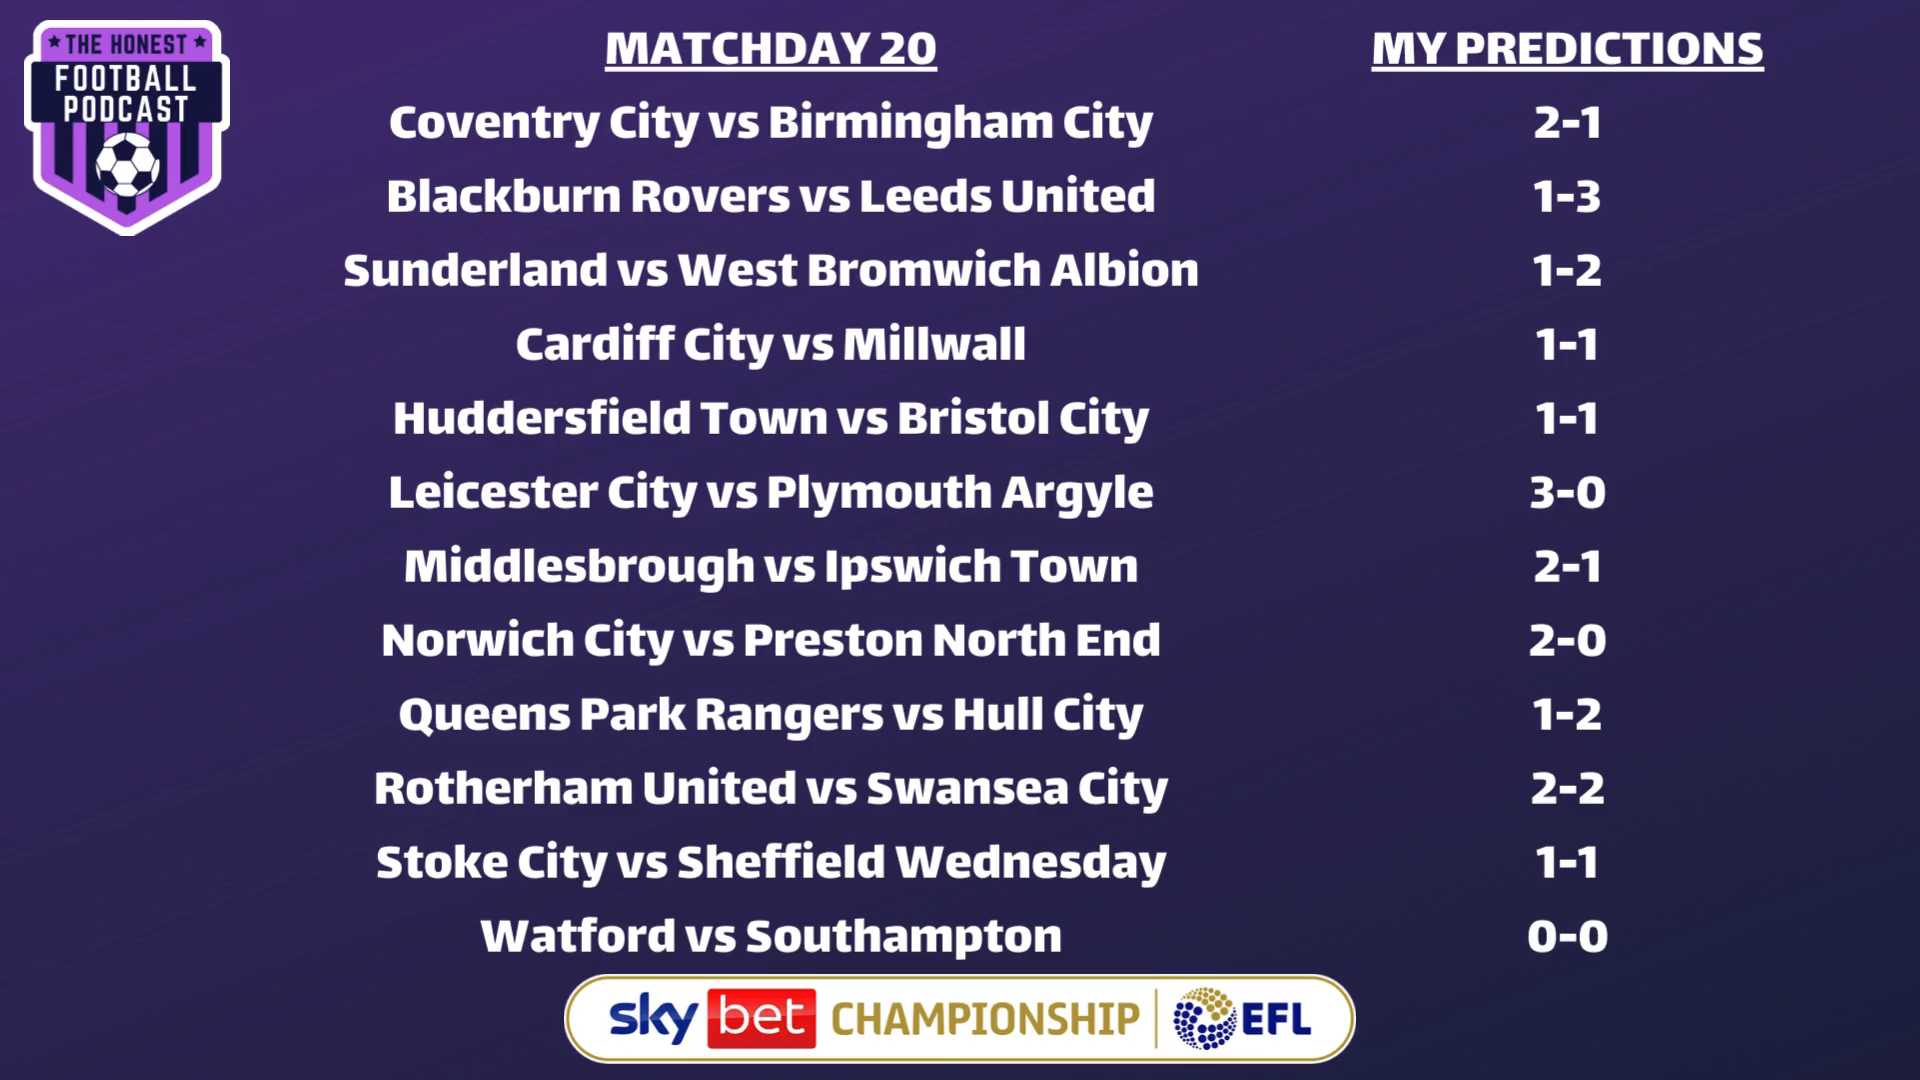 ★ THE HONEST ★
FOOTBALL
PODCAST
MATCHDAY 20 MY PREDICTIONS
Coventry City vs Birmingham City 2-1
Blackburn Rovers vs Leeds United 1-3
Sunderland vs West Bromwich Albion 1-2
Cardiff City vs Millwall 1-1
Huddersfield Town vs Bristol City 1-1
Leicester City vs Plymouth Argyle 3-0
Middlesbrough vs Ipswich Town 2-1
Norwich City vs Preston North End 2-0
Queens Park Rangers vs Hull City 1-2
Rotherham United vs Swansea City 2-2
Stoke City vs Sheffield Wednesday 1-1
Watford vs Southampton 0-0
sky bet CHAMPIONSHIP EFL